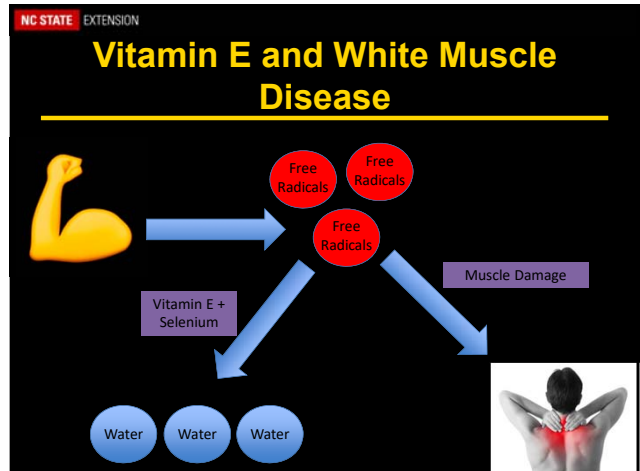 NC STATE EXTENSION
Vitamin E and White Muscle
Disease
Free
Radicals
Free
Radicals
Free
Radicals
Vitamin E +
Selenium
Muscle Damage
Water
Water
Water